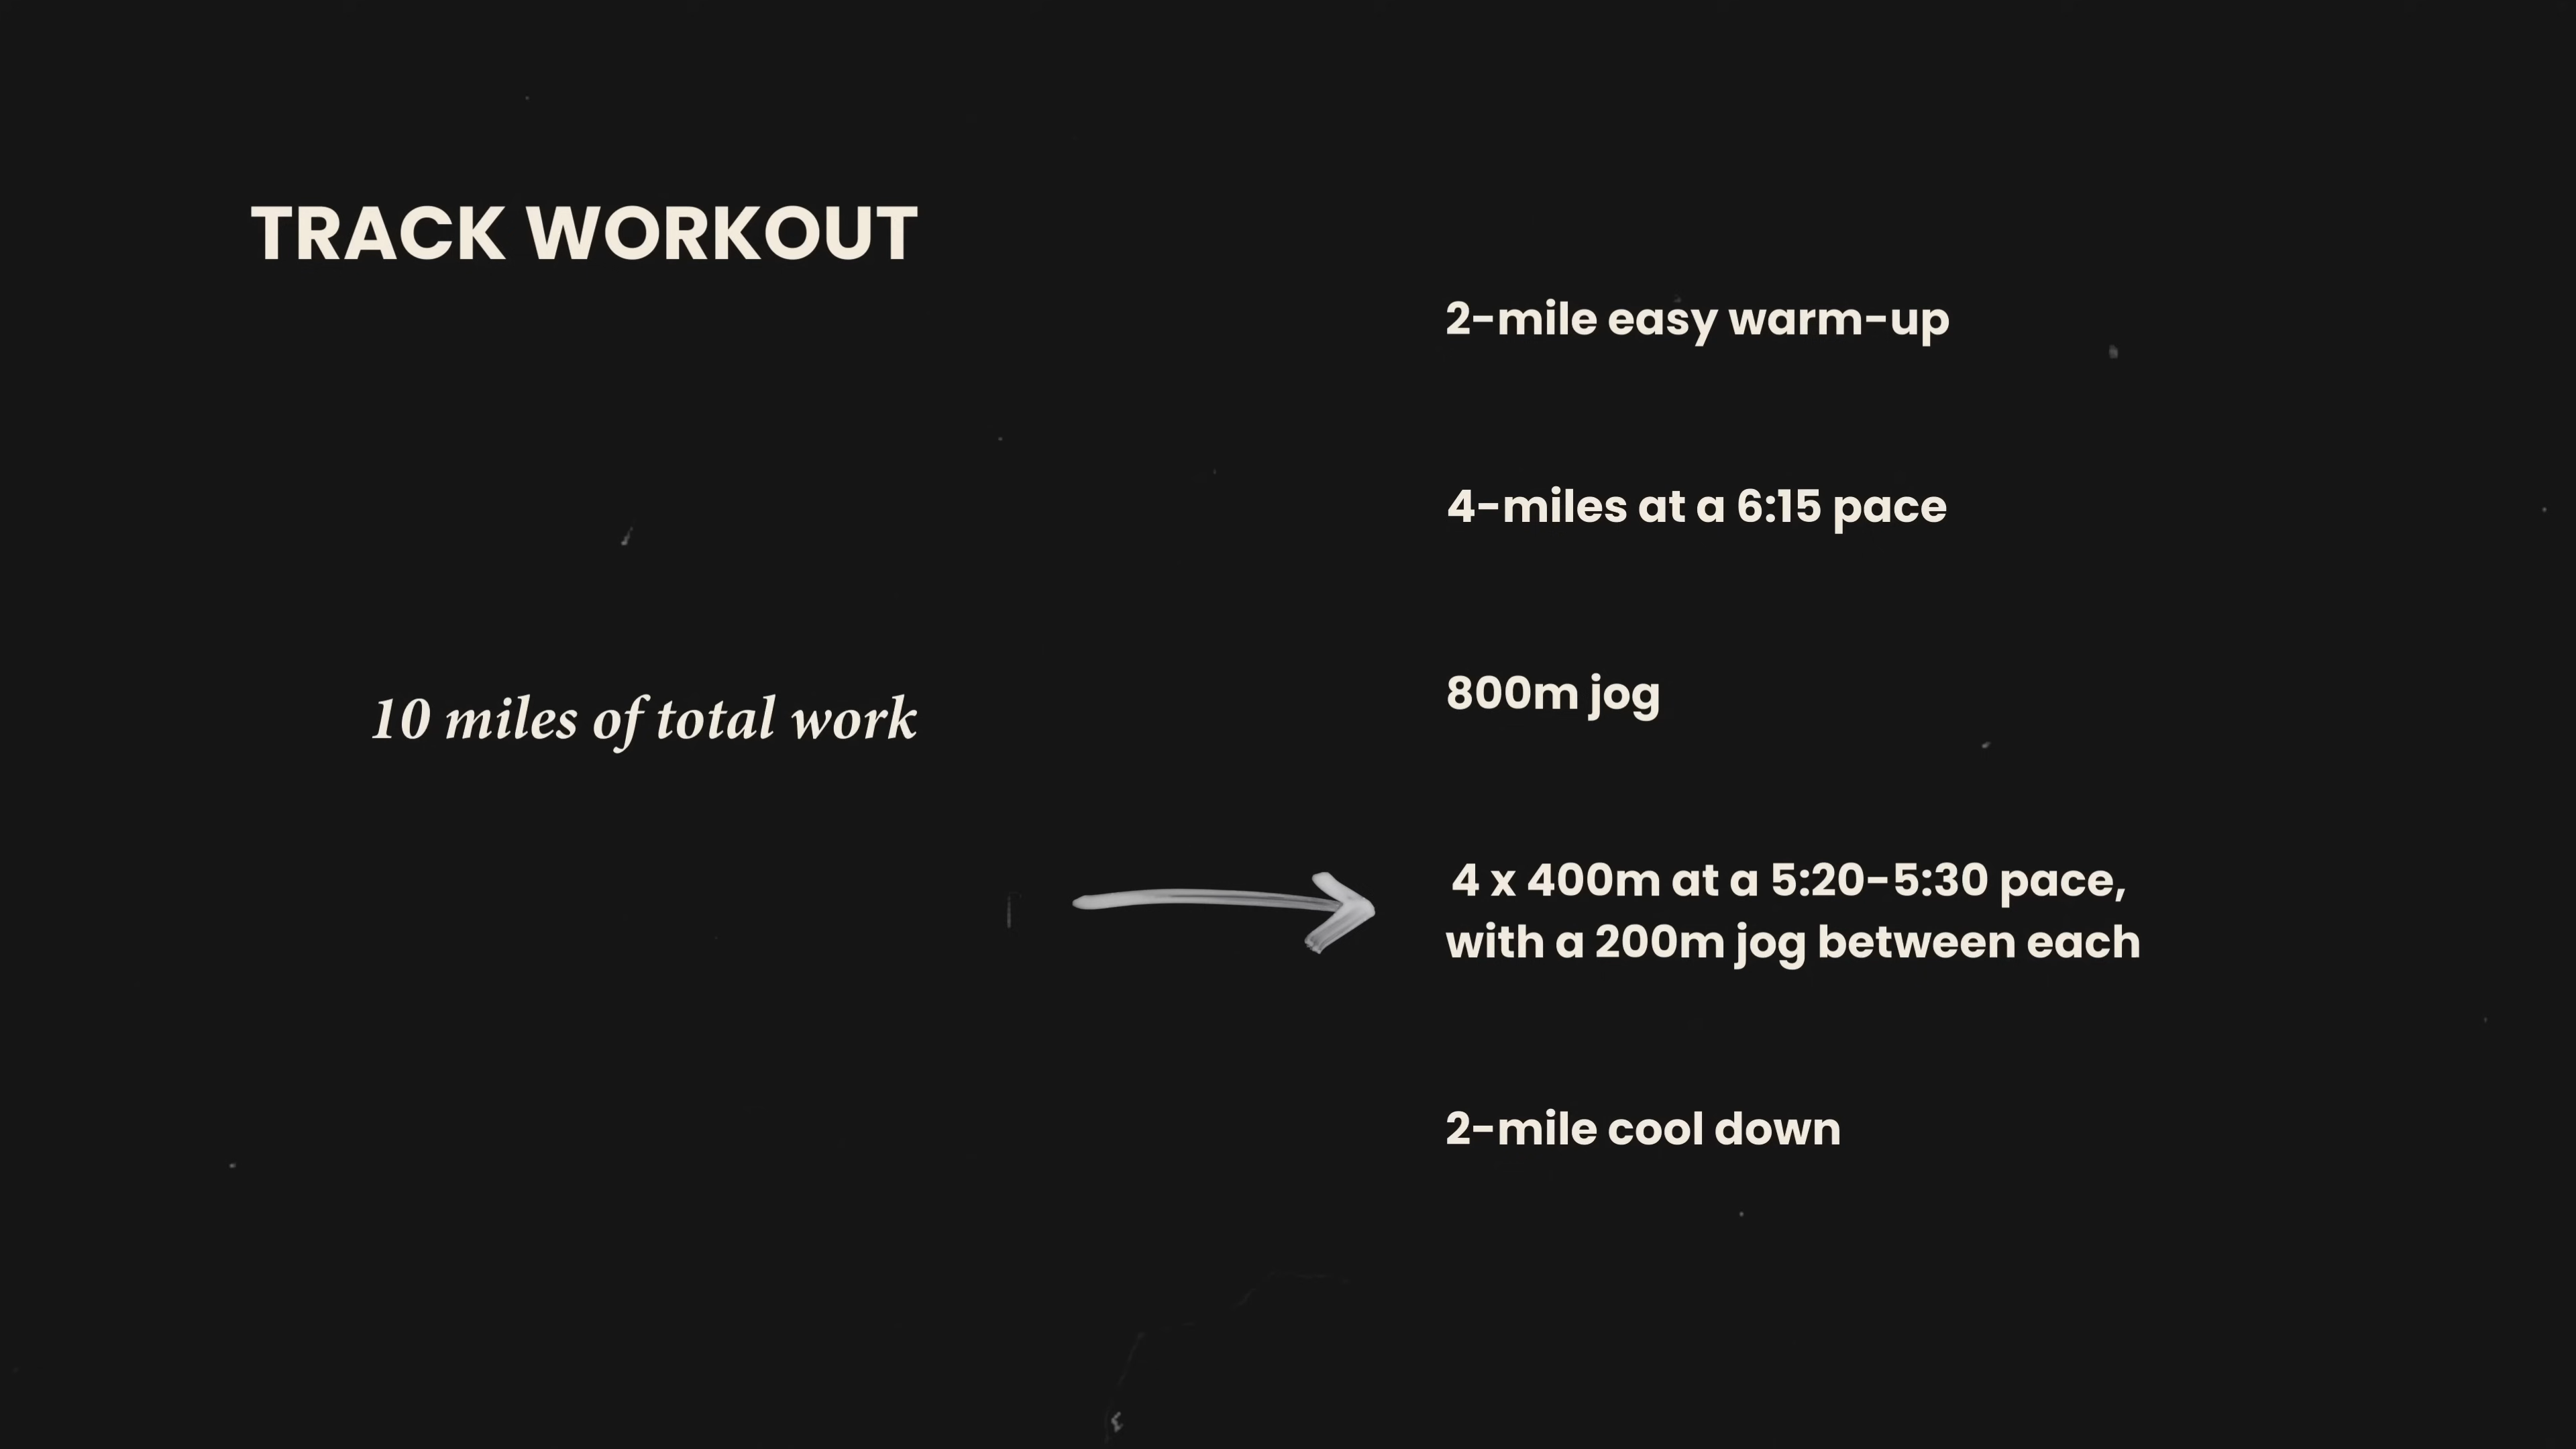 TRACK WORKOUT
10 miles of total work
2-mile easy warm-up
4-miles at a 6:15 pace
800m jog
4 x 400m at a 5:20-5:30 pace,
with a 200m jog between each
2-mile cool down